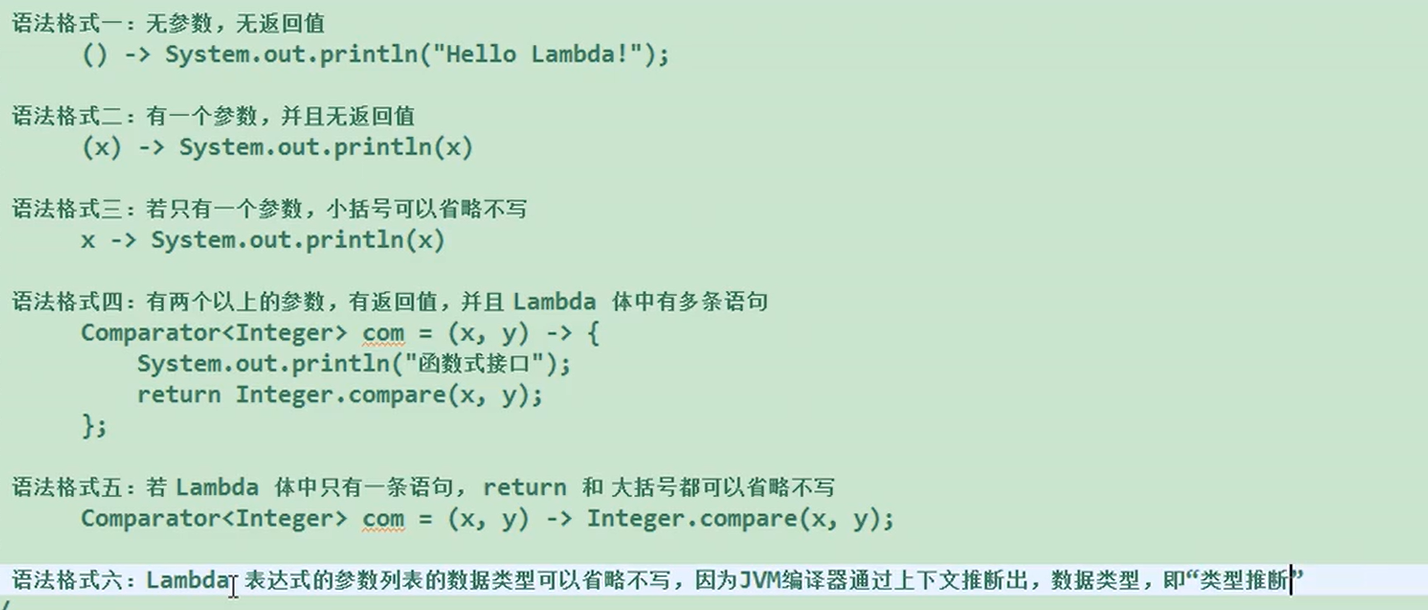 语法格式一：无参数，无返回值
() -> System.out.println("Hello Lambda!");
语法格式二：有一个参数，并且无返回值
(x) -> System.out.println(x)
语法格式三：若只有一个参数，小括号可以省略不写
x -> System.out.println(x)
语法格式四：有两个以上的参数，有返回值，并且 Lambda 体中有多条语句
Comparator<Integer> com = (x, y) -> {
System.out.println("函数式接口");
return Integer.compare(x, y);
};
语法格式五：若 Lambda 体中只有一条语句， return 和 大括号都可以省略不写
Comparator<Integer> com = (x, y) -> Integer.compare(x, y);
语法格式六：Lambda 表达式的参数列表的数据类型可以省略不写，因为JVM编译器通过上下文推断出，数据类型，即“类型推断”